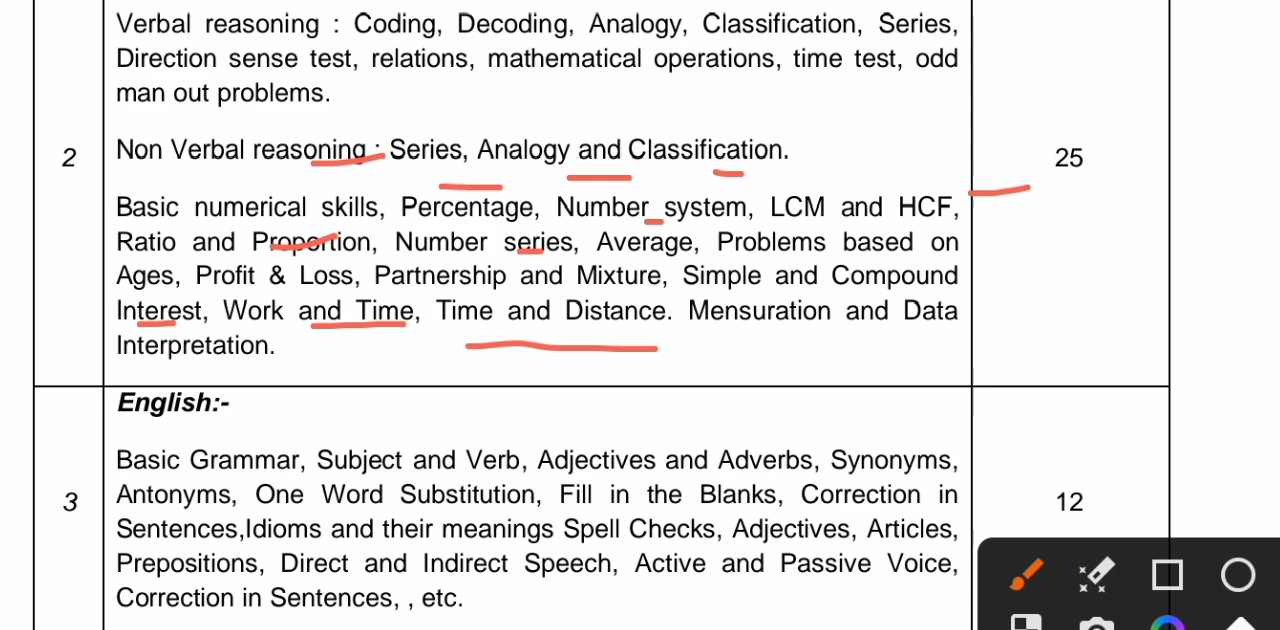 Verbal reasoning : Coding, Decoding, Analogy, Classification, Series,
Direction sense test, relations, mathematical operations, time test, odd
man out problems.
2
Non Verbal reasoning : Series, Analogy and Classification.
25
Basic numerical skills, Percentage, Number system, LCM and HCF,
Ratio and Proportion, Number series, Average, Problems based on
Ages, Profit & Loss, Partnership and Mixture, Simple and Compound
Interest, Work and Time, Time and Distance. Mensuration and Data
Interpretation.
English:-
Basic Grammar, Subject and Verb, Adjectives and Adverbs, Synonyms,
3
Antonyms, One Word Substitution, Fill in the Blanks, Correction in
12
Sentences,Idioms and their meanings Spell Checks, Adjectives, Articles,
Prepositions, Direct and Indirect Speech, Active and Passive Voice,
Correction in Sentences, , etc.